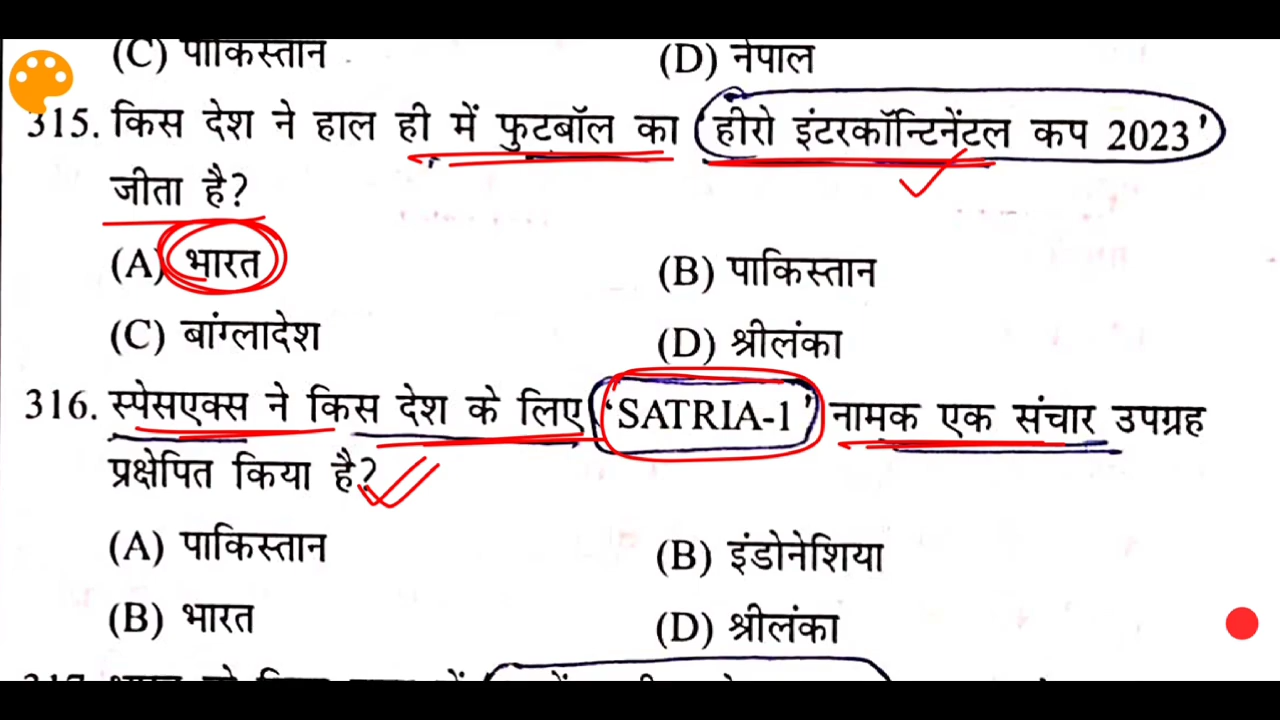 (C) पाकिस्तान (D) नेपाल
315. किस देश ने हाल ही में फुटबॉल का 'हीरो इंटरकॉन्टिनेंटल कप 2023'
जीता है?
(A) भारत (B) पाकिस्तान
(C) बांग्लादेश (D) श्रीलंका
316. स्पेसएक्स ने किस देश के लिए 'SATRIA-1' नामक एक संचार उपग्रह
प्रक्षेपित किया है?
(A) पाकिस्तान (B) इंडोनेशिया
(B) भारत (D) श्रीलंका